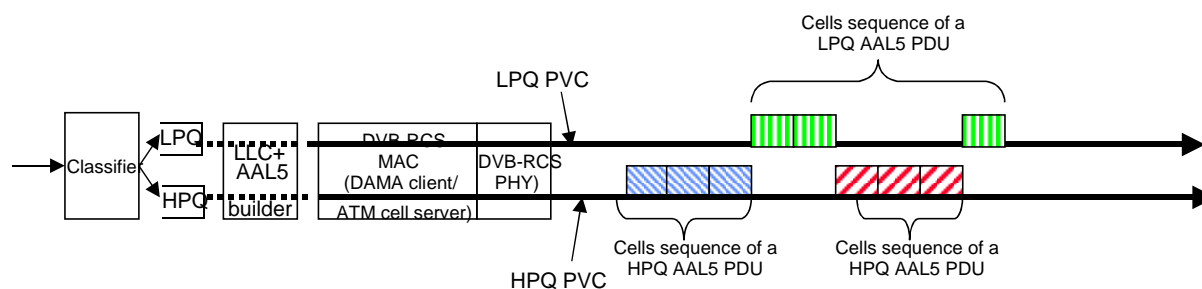 Cells sequence of a
LPQ AAL5 PDU
LPQ PVC
Classifier
LPQ
HPQ
LLC+
AAL5
builder
DVB-RCS
MAC
(DAMA client/
ATM cell server)
DVB-RCS
PHY)
HPQ PVC
Cells sequence of a
HPQ AAL5 PDU
Cells sequence of a
HPQ AAL5 PDU